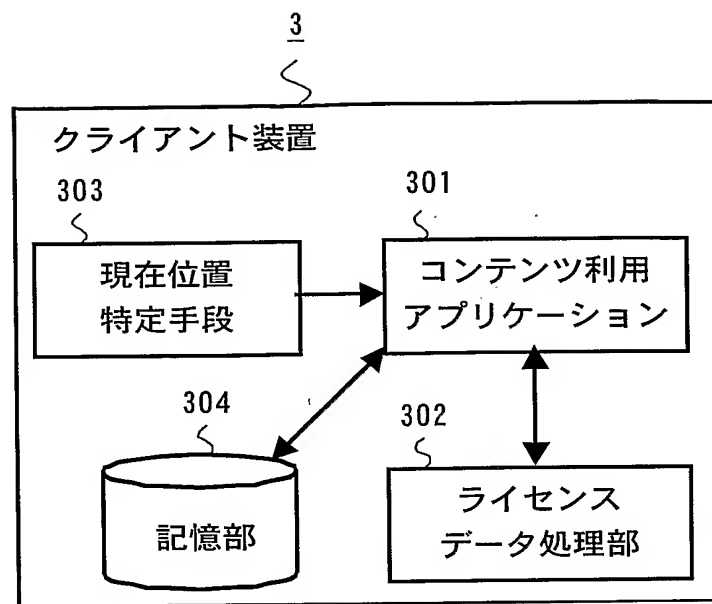 3
クライアント装置
303
現在位置
特定手段
301
コンテンツ利用
アプリケーション
304
記憶部
302
ライセンス
データ処理部